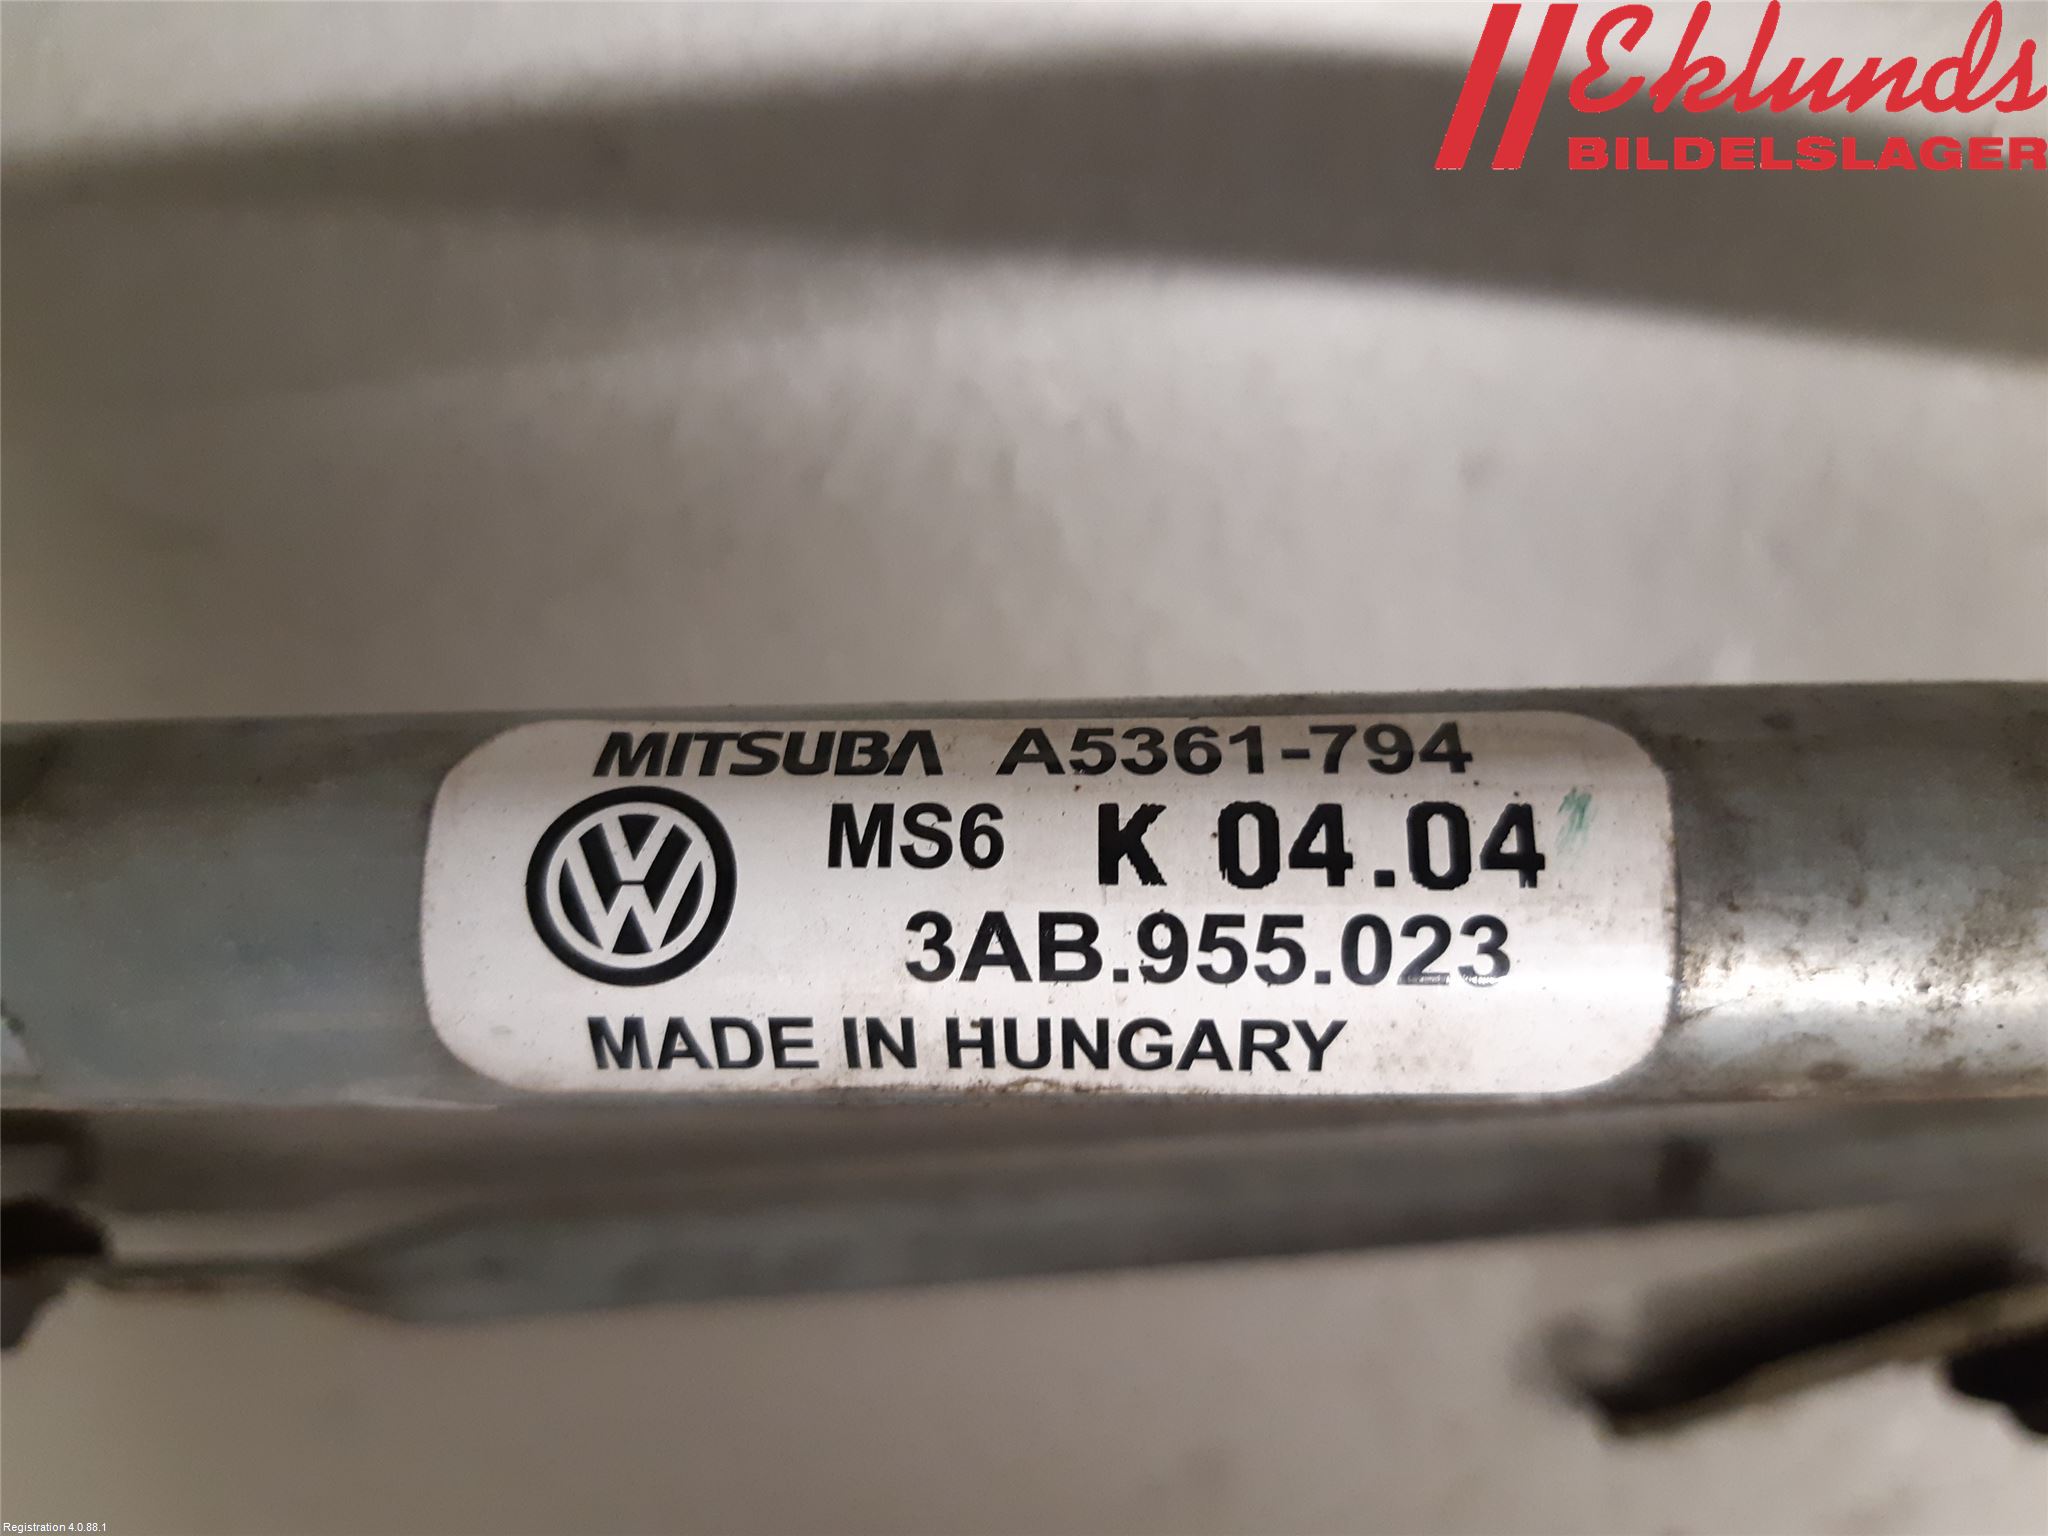 Eklunds
BILDELSLAGER
MITSUBA A5361-794
MS6 K 04.04
3AB.955.023
MADE IN HUNGARY
Registration 4.0.88.1